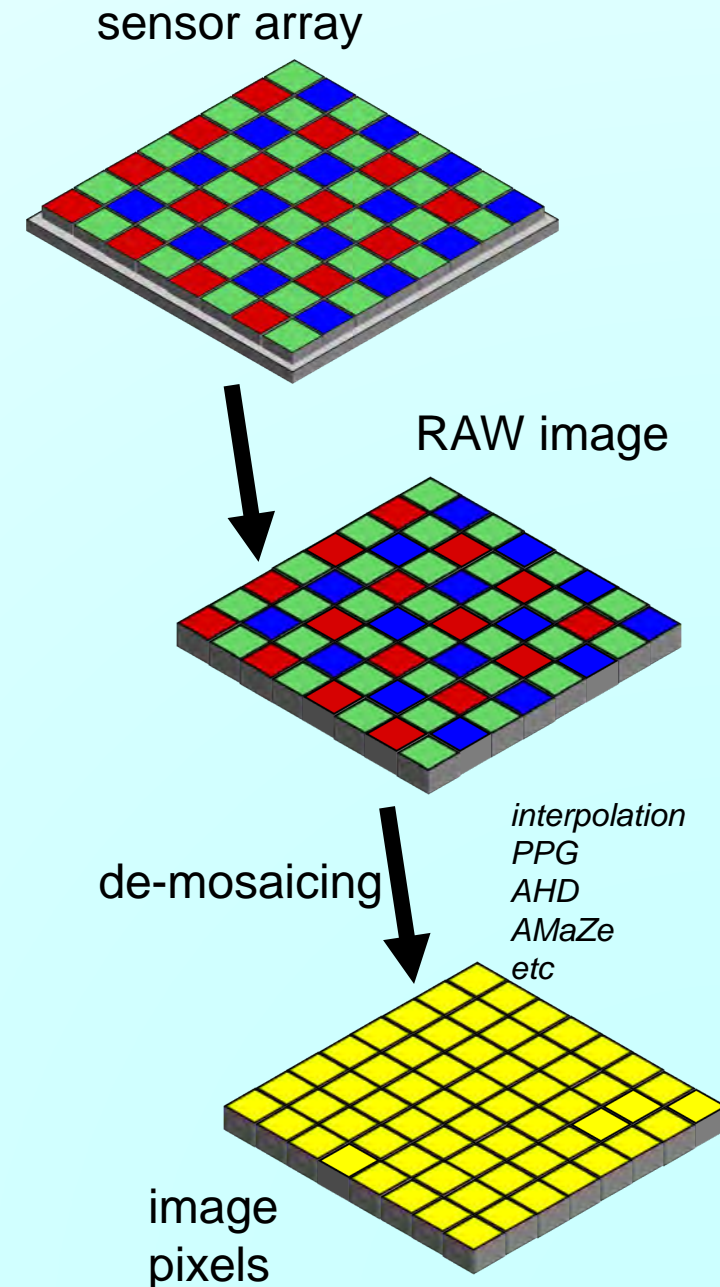 sensor array
RAW image
de-mosaicing
interpolation
PPG
AHD
AMaZe
etc
image
pixels